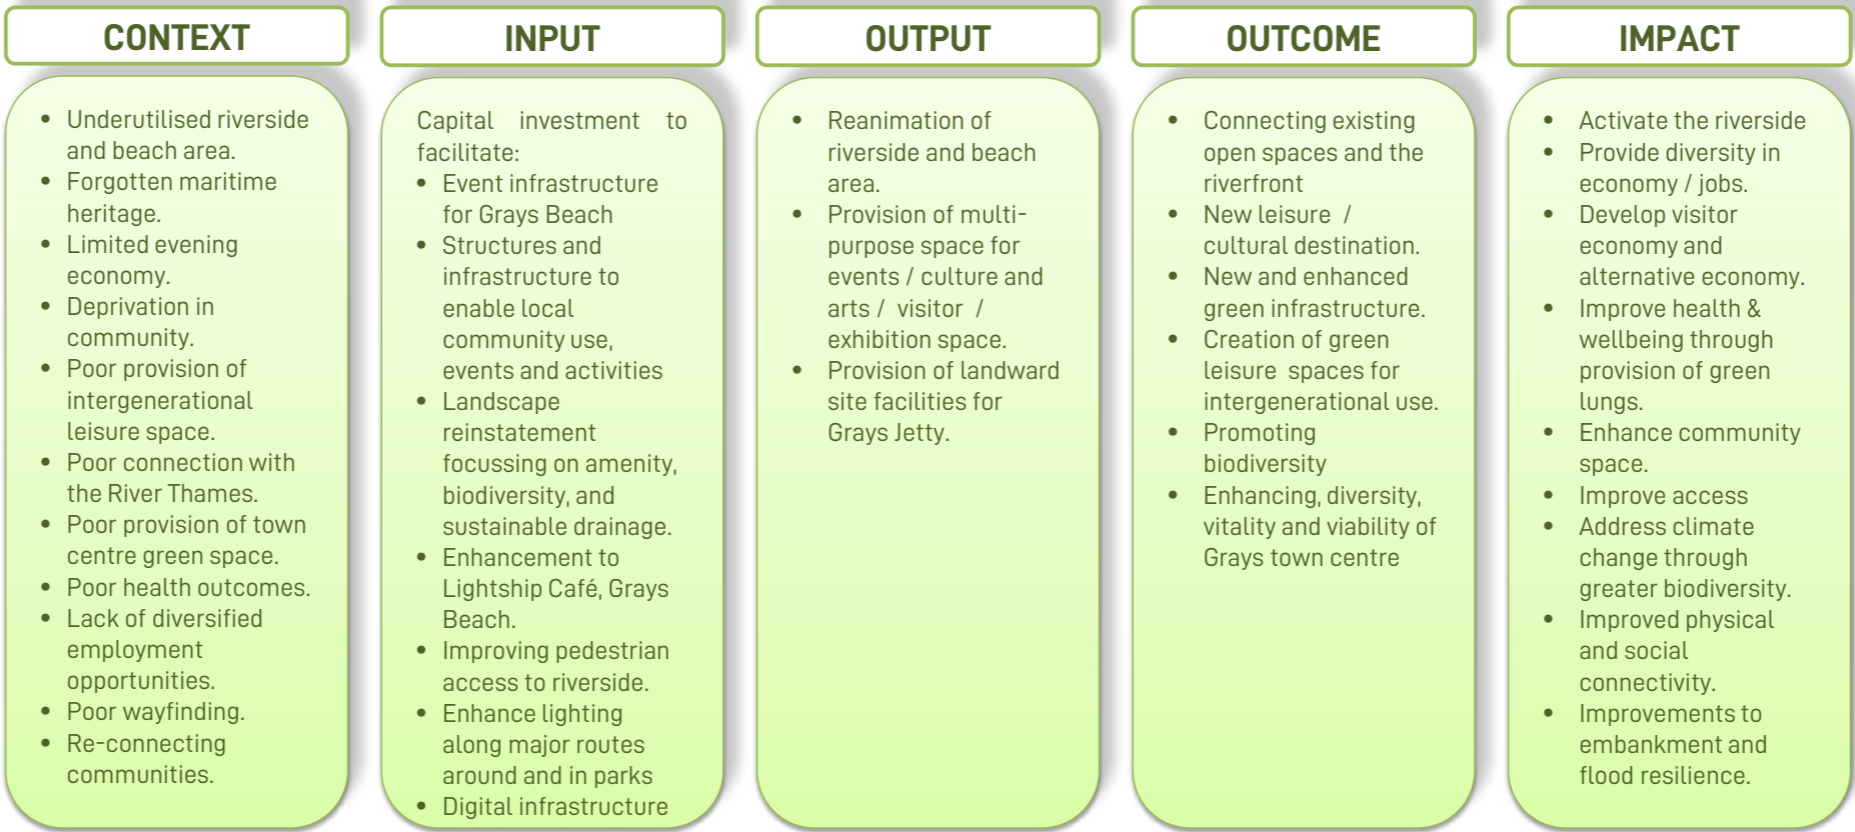 CONTEXT
• Underutilised riverside
and beach area.
• Forgotten maritime
heritage.
• Limited evening
economy.
• Deprivation in
community.
• Poor provision of
intergenerational
leisure space.
• Poor connection with
the River Thames.
• Poor provision of town
centre green space.
• Poor health outcomes.
• Lack of diversified
employment
opportunities.
• Poor wayfinding.
• Re-connecting
communities.
INPUT
Capital investment to
facilitate:
• Event infrastructure
for Grays Beach
• Structures and
infrastructure to
enable local
community use,
events and activities
• Landscape
reinstatement
focussing on amenity,
biodiversity, and
sustainable drainage.
• Enhancement to
Lightship Café, Grays
Beach.
• Improving pedestrian
access to riverside.
• Enhance lighting
along major routes
around and in parks
• Digital infrastructure
OUTPUT
• Reanimation of
riverside and beach
area.
• Provision of multi-
purpose space for
events / culture and
arts / visitor /
exhibition space.
• Provision of landward
site facilities for
Grays Jetty.
OUTCOME
• Connecting existing
open spaces and the
riverfront
• New leisure /
cultural destination.
• New and enhanced
green infrastructure.
• Creation of green
leisure spaces for
intergenerational use.
• Promoting
biodiversity
• Enhancing, diversity,
vitality and viability of
Grays town centre
IMPACT
• Activate the riverside
• Provide diversity in
economy / jobs.
• Develop visitor
economy and
alternative economy.
• Improve health &
wellbeing through
provision of green
lungs.
• Enhance community
space.
• Improve access
• Address climate
change through
greater biodiversity.
• Improved physical
and social
connectivity.
• Improvements to
embankment and
flood resilience.